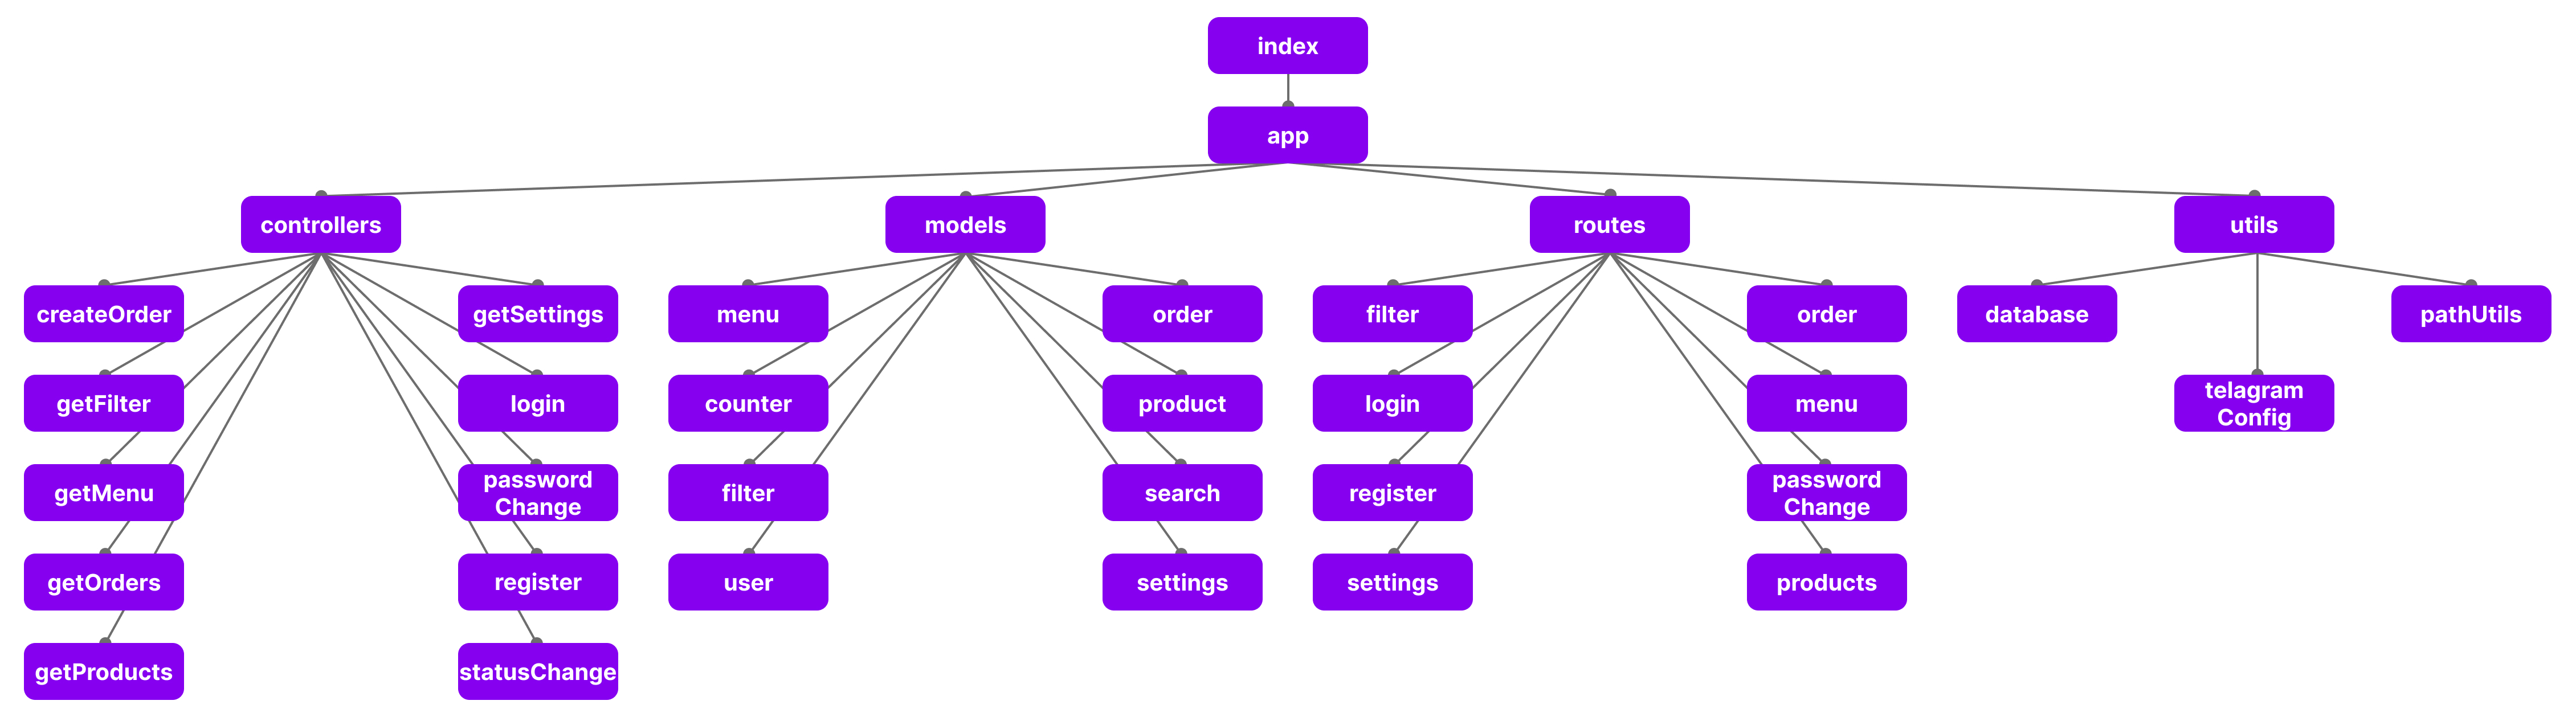 index
app
controllers
models
routes
utils
createOrder
getSettings
menu
order
filter
order
database
pathUtils
getFilter
login
counter
product
login
menu
telagram
Config
getMenu
password
Change
filter
search
register
password
Change
getOrders
register
user
settings
settings
products
getProducts
statusChange